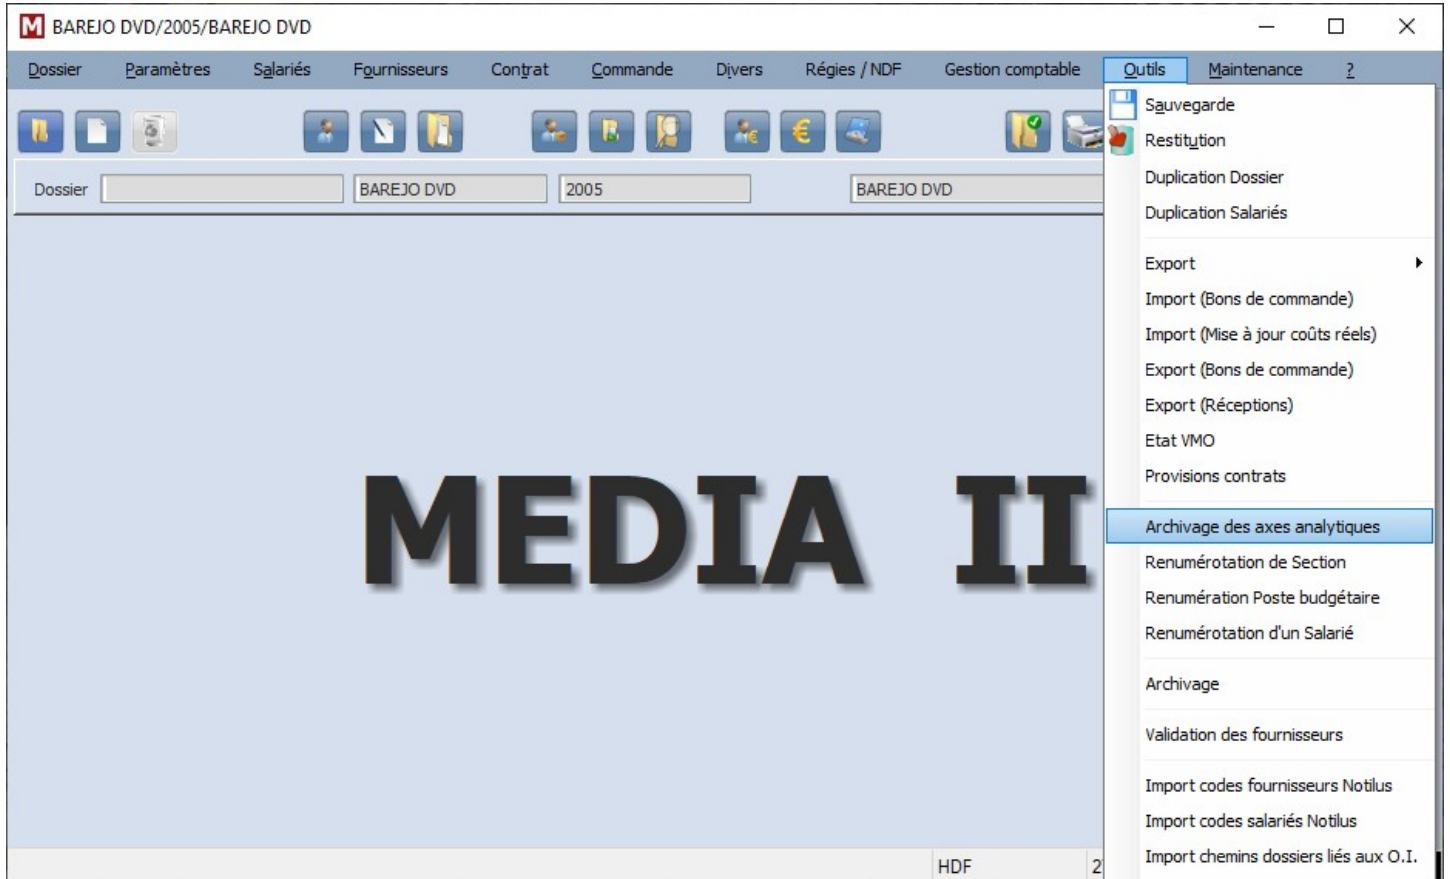 M BAREJO DVD/2005/BAREJO DVD
Dossier Paramètres Salariés Fournisseurs Contrat Commande Divers Régies / NDF Gestion comptable Outils Maintenance ?
Dossier BAREJO DVD 2005 BAREJO DVD
Sauvegarde
Restitution
Duplication Dossier
Duplication Salariés
Export
Import (Bons de commande)
Import (Mise à jour coûts réels)
Export (Bons de commande)
Export (Réceptions)
Etat VMO
Provisions contrats
Archivage des axes analytiques
Renumérotation de Section
Renumération Poste budgétaire
Renumérotation d'un Salarié
Archivage
Validation des fournisseurs
Import codes fournisseurs Notilus
Import codes salariés Notilus
Import chemins dossiers liés aux O.I.
MEDIA II
HDF 2